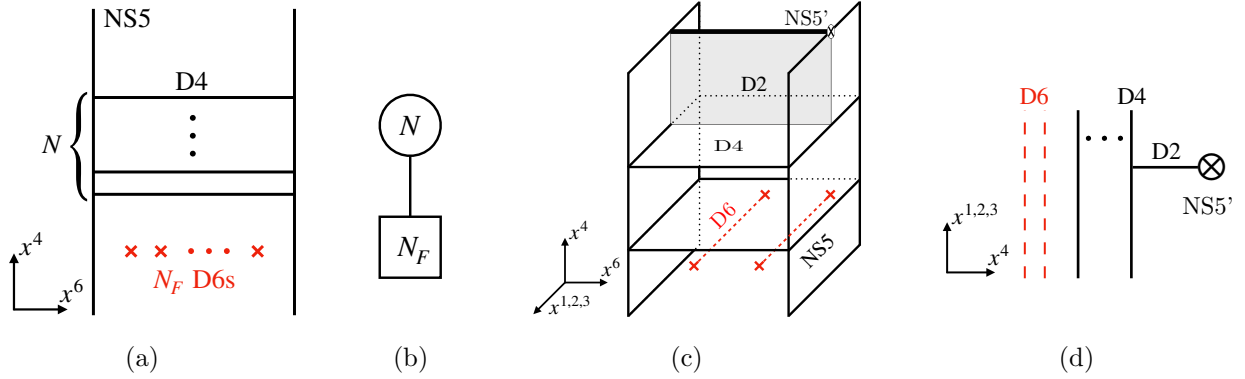 NS5
D4
N
N_F D6s
x^4
x^6
(a)
N
N_F
(b)
NS5'
D2
D4
D6
NS5
x^4
x^6
x^{1,2,3}
(c)
D6
D4
D2
NS5'
x^{1,2,3}
x^4
(d)